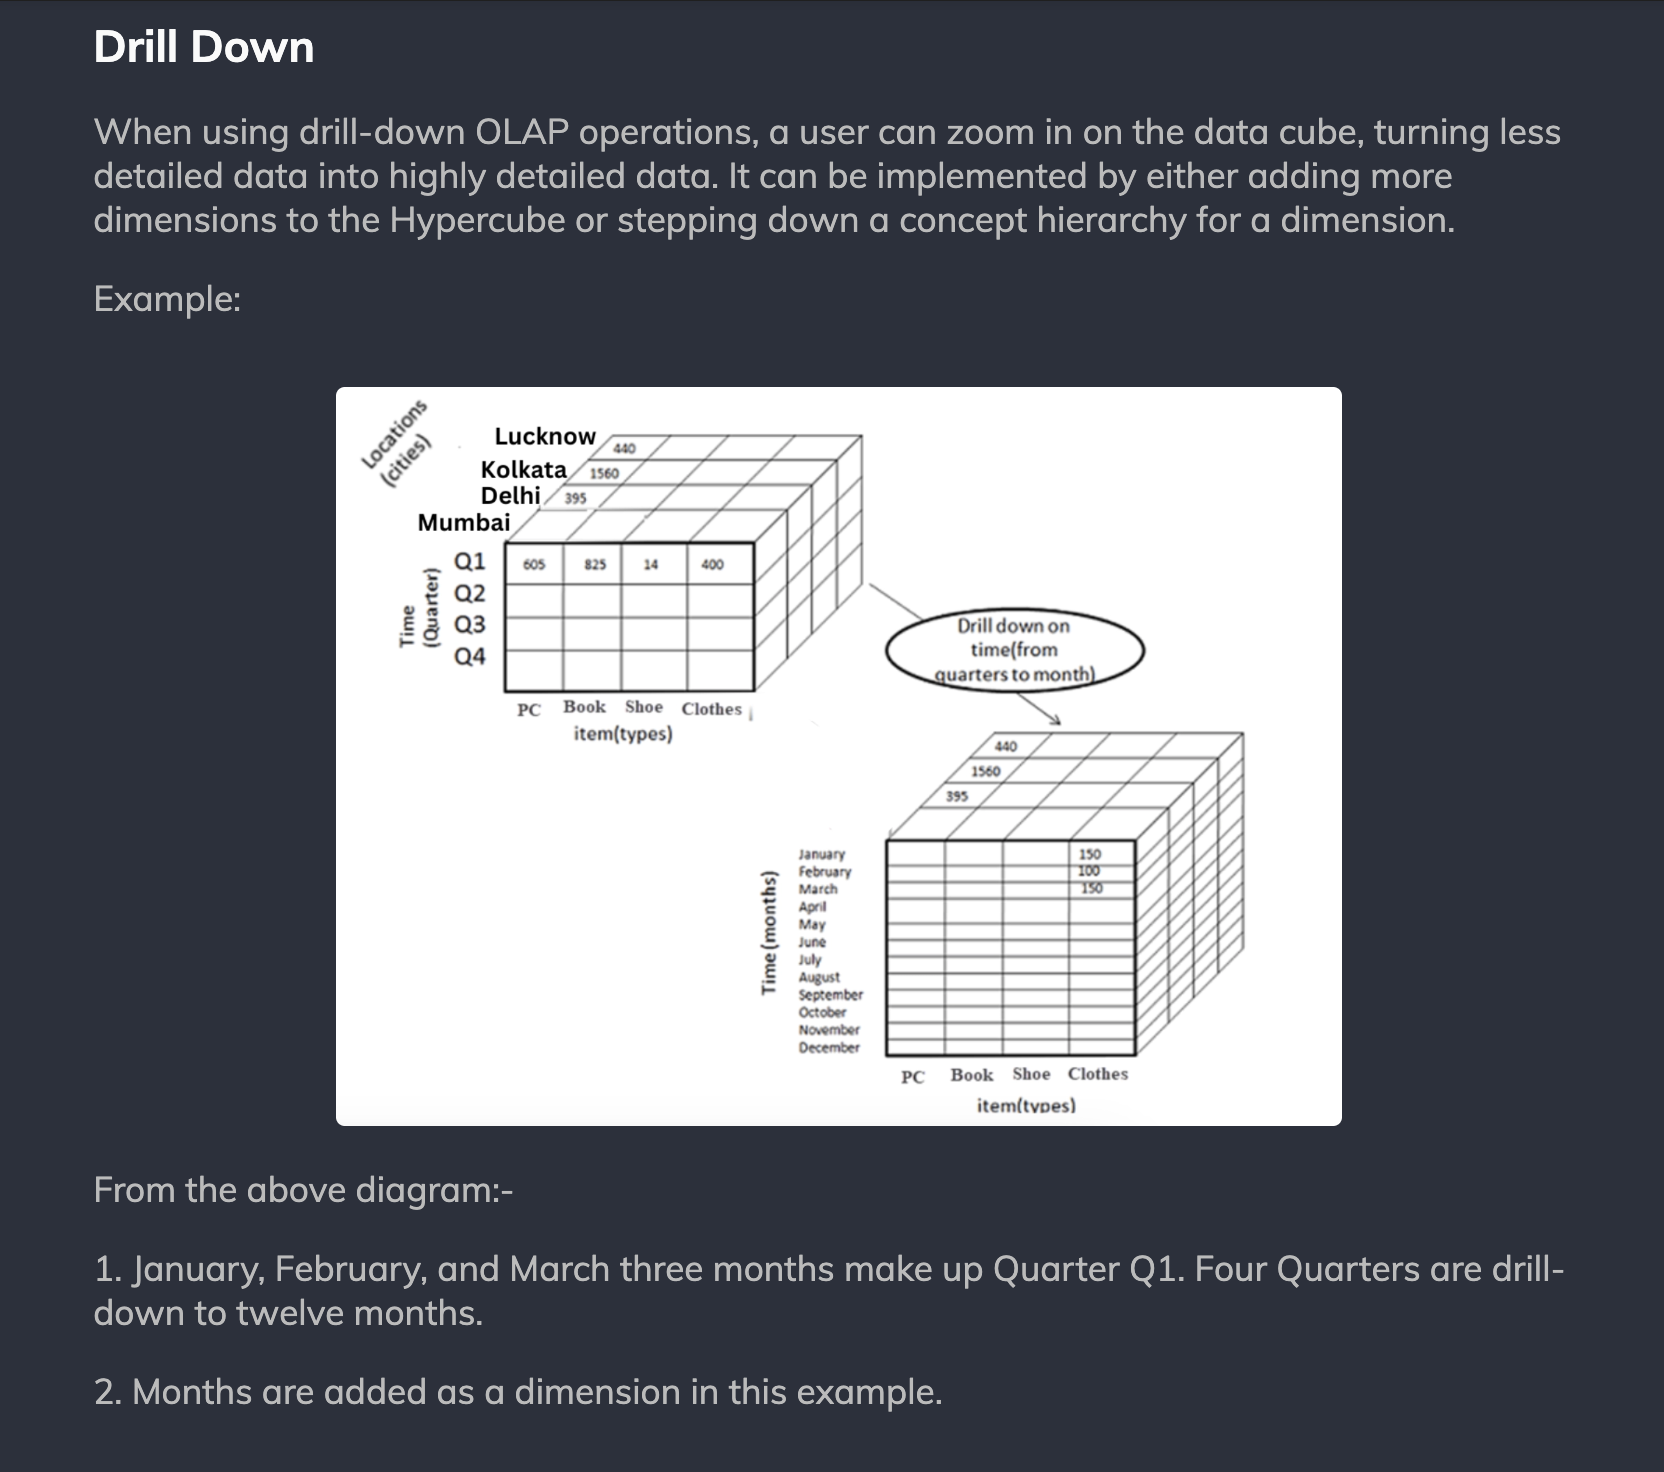 Drill Down
When using drill-down OLAP operations, a user can zoom in on the data cube, turning less
detailed data into highly detailed data. It can be implemented by either adding more
dimensions to the Hypercube or stepping down a concept hierarchy for a dimension.
Example:
Locations
(cities)
Lucknow
440
Kolkata
1560
Delhi
395
Mumbai
Time
(Quarter)
Q1
605 825 14 400
Q2
Q3
Q4
PC Book Shoe Clothes
item(types)
Drill down on
time(from
quarters to month)
440
1560
395
Time(months)
January 150
February 100
March 150
April
May
June
July
August
September
October
November
December
PC Book Shoe Clothes
item(types)
From the above diagram:-
1. January, February, and March three months make up Quarter Q1. Four Quarters are drill-
down to twelve months.
2. Months are added as a dimension in this example.